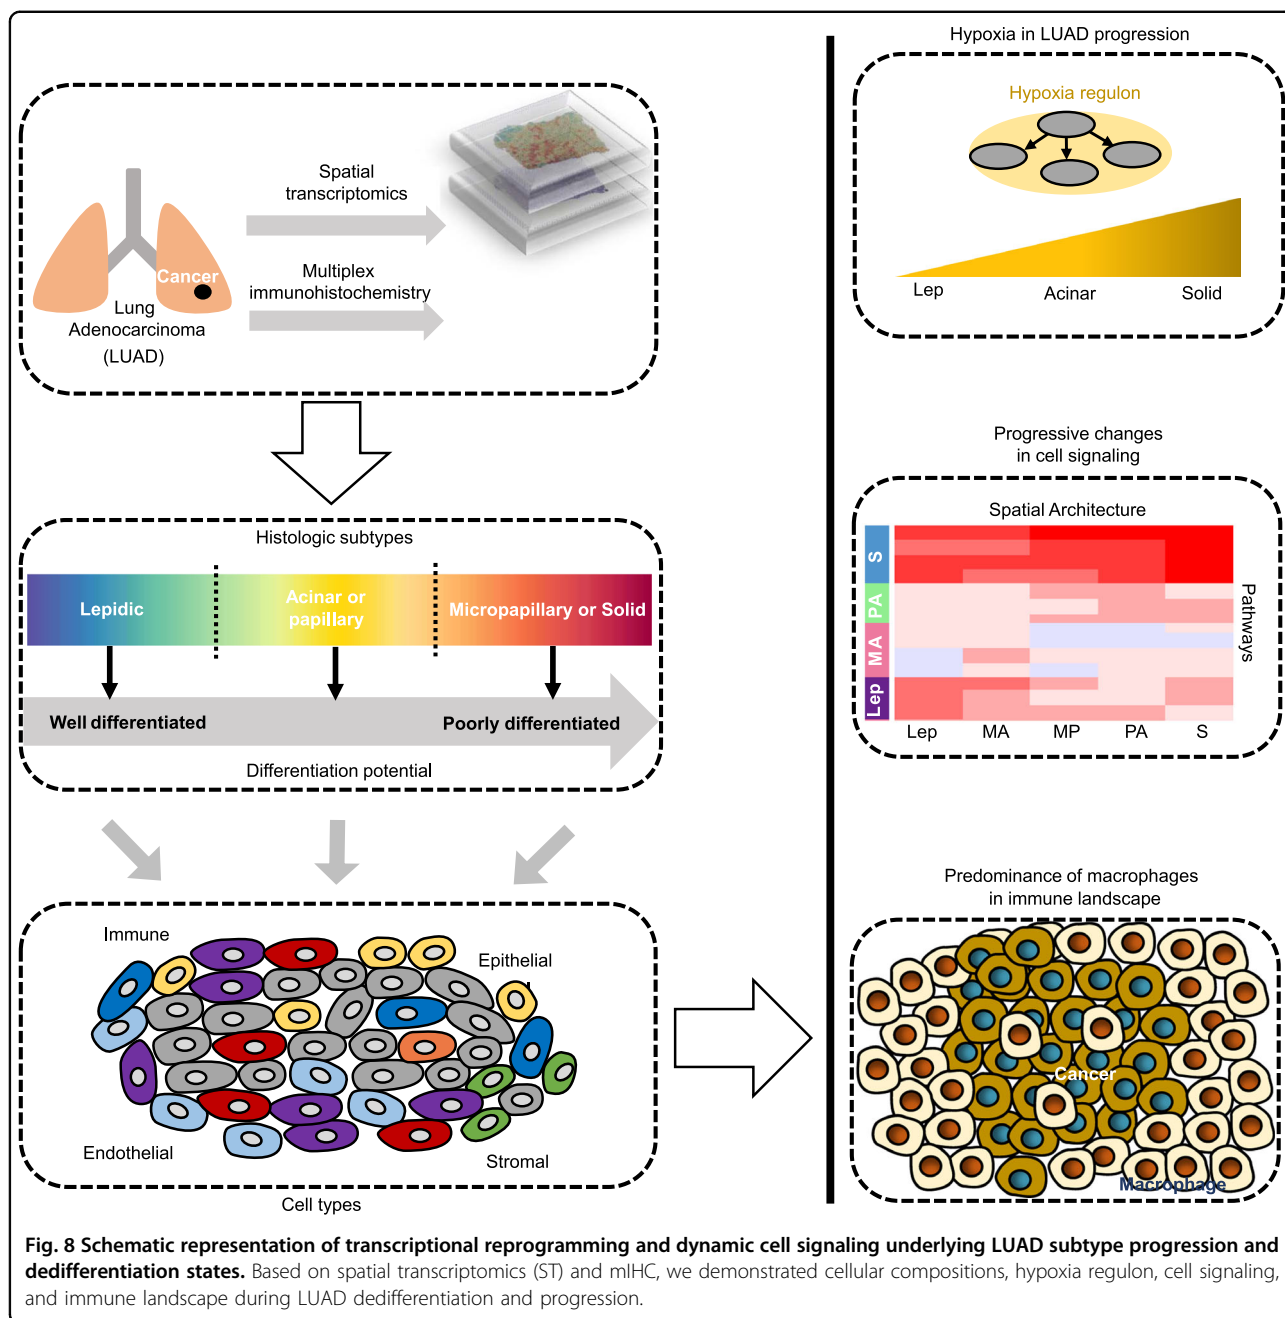 Spatial
transcriptomics
Cancer
Multiplex
immunohistochemistry
Lung
Adenocarcinoma
(LUAD)
Histologic subtypes
Lepidic
Acinar or
papillary
Micropapillary or Solid
Well differentiated
Poorly differentiated
Differentiation potential
Immune
Epithelial
Endothelial
Stromal
Cell types
Hypoxia in LUAD progression
Hypoxia regulon
Lep
Acinar
Solid
Progressive changes
in cell signaling
Spatial Architecture
S
PA
MA
Lep
Pathways
Lep MA MP PA S
Predominance of macrophages
in immune landscape
Cancer
Macrophage
Fig. 8 Schematic representation of transcriptional reprogramming and dynamic cell signaling underlying LUAD subtype progression and
dedifferentiation states. Based on spatial transcriptomics (ST) and mIHC, we demonstrated cellular compositions, hypoxia regulon, cell signaling,
and immune landscape during LUAD dedifferentiation and progression.